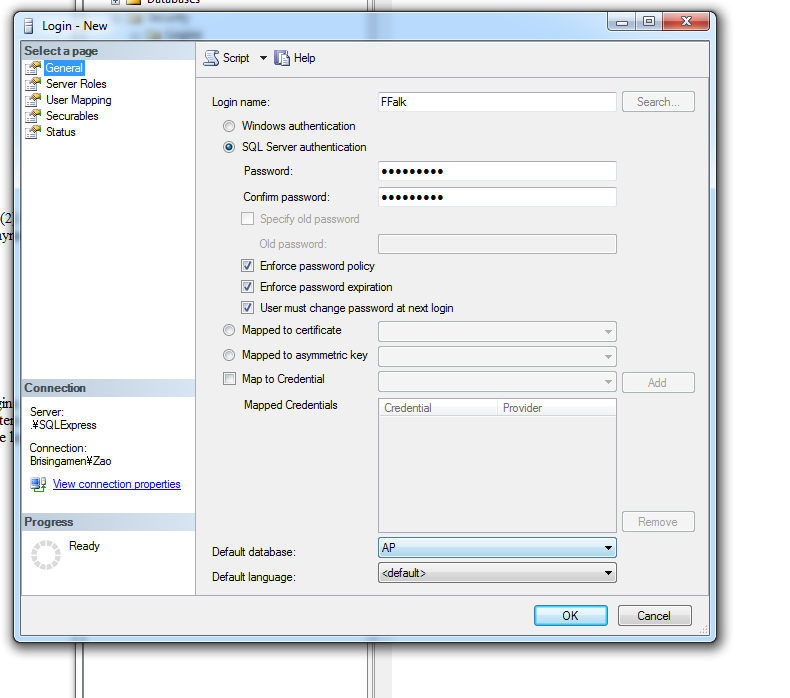 Databases
Security
Login - New
Select a page
General
Server Roles
User Mapping
Securables
Status
Script
Help
Login name:
FFalk
Search...
Windows authentication
SQL Server authentication
Password:
●●●●●●●●●
Confirm password:
●●●●●●●●●
Specify old password
Old password:
Enforce password policy
Enforce password expiration
User must change password at next login
Mapped to certificate
Mapped to asymmetric key
Map to Credential
Add
Mapped Credentials
Credential Provider
Remove
Default database:
AP
Default language:
<default>
Connection
Server:
.¥SQLExpress
Connection:
Brisingamen¥Zao
View connection properties
Progress
Ready
OK
Cancel